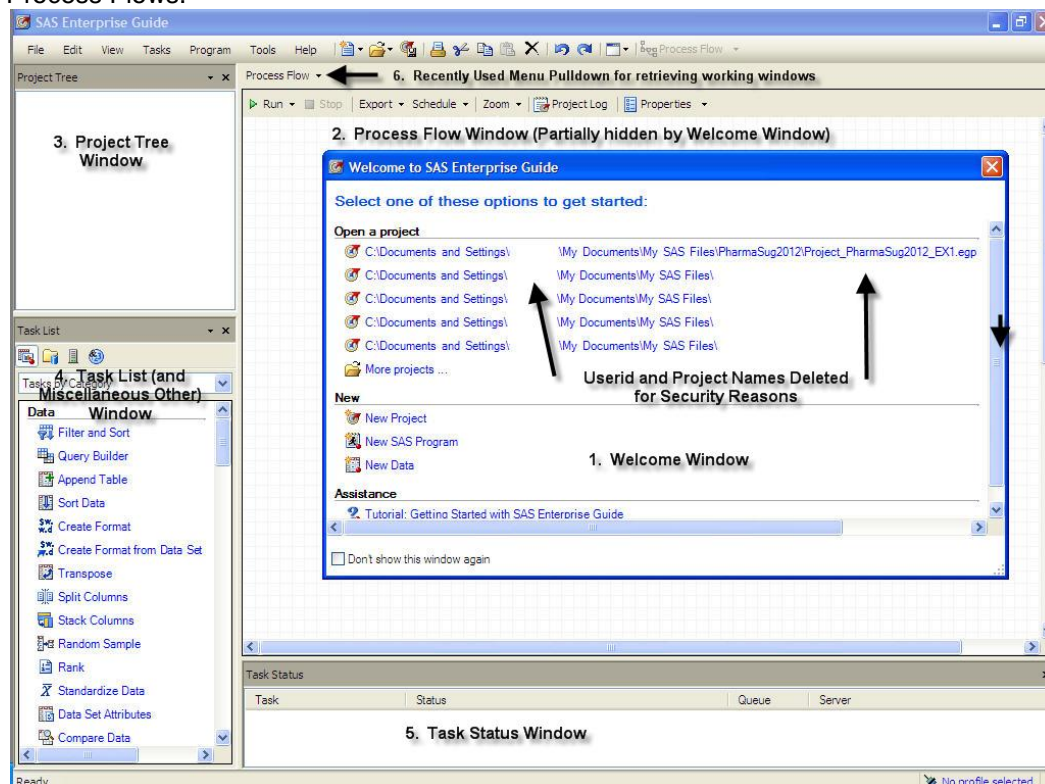 Process Flows.
SAS Enterprise Guide
File Edit View Tasks Program Tools Help Process Flow
Project Tree
Process Flow
6. Recently Used Menu Pulldown for retrieving working windows
Run Stop Export Schedule Zoom Project Log Properties
3. Project Tree
Window
2. Process Flow Window (Partially hidden by Welcome Window)
Welcome to SAS Enterprise Guide
Select one of these options to get started:
Open a project
C:\Documents and Settings\ \My Documents\My SAS Files\PharmaSug2012\Project_PharmaSug2012_EX1.egp
C:\Documents and Settings\ \My Documents\My SAS Files\
C:\Documents and Settings\ \My Documents\My SAS Files\
C:\Documents and Settings\ \My Documents\My SAS Files\
C:\Documents and Settings\ \My Documents\My SAS Files\
More projects ...
Userid and Project Names Deleted
for Security Reasons
New
New Project
New SAS Program
New Data
1. Welcome Window
Assistance
Tutorial: Getting Started with SAS Enterprise Guide
Don't show this window again
Task List
Tasks by Category
4. Task List (and
Miscellaneous Other)
Window
Data
Filter and Sort
Query Builder
Append Table
Sort Data
Create Format
Create Format from Data Set
Transpose
Split Columns
Stack Columns
Random Sample
Rank
Standardize Data
Data Set Attributes
Compare Data
Task Status
Task Status Queue Server
5. Task Status Window
Ready
No profile selected